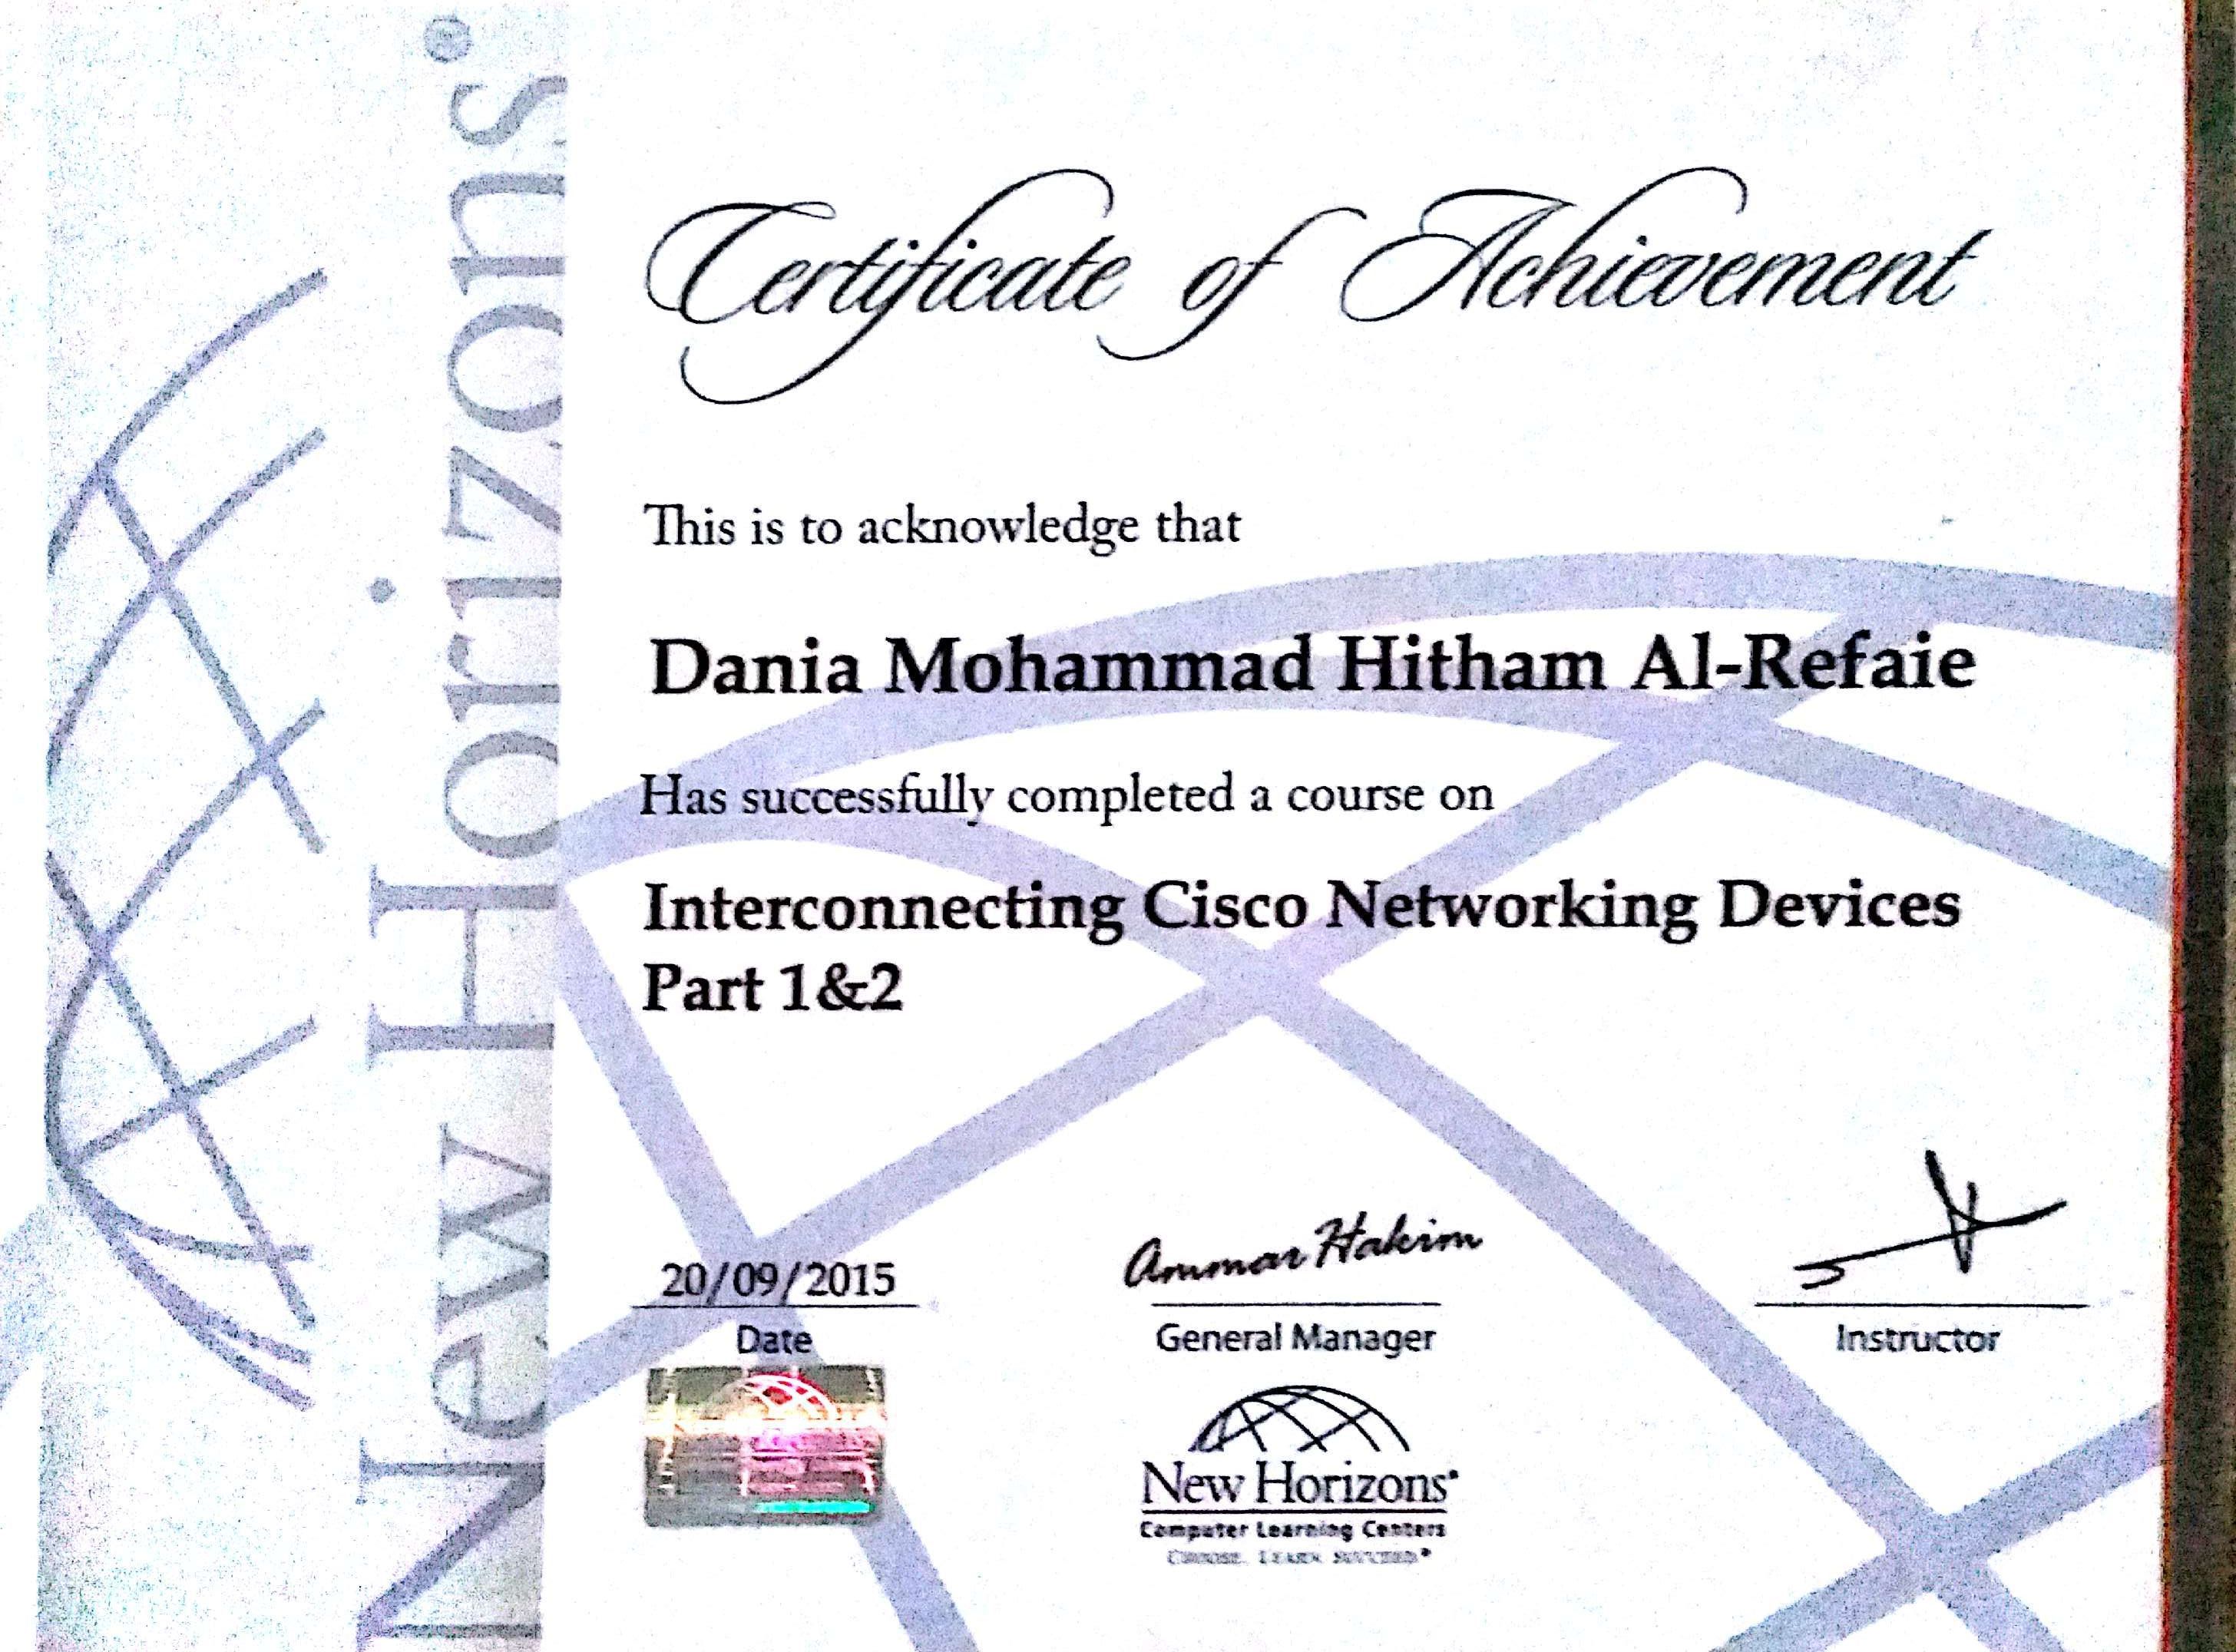 New Horizons®
Certificate of Achievement
This is to acknowledge that
Dania Mohammad Hitham Al-Refaie
Has successfully completed a course on
Interconnecting Cisco Networking Devices
Part 1&2
20/09/2015
Date
Ammar Hakim
General Manager
Instructor
New Horizons®
Computer Learning Centers
CHOOSE. LEARN. SUCCEED.®